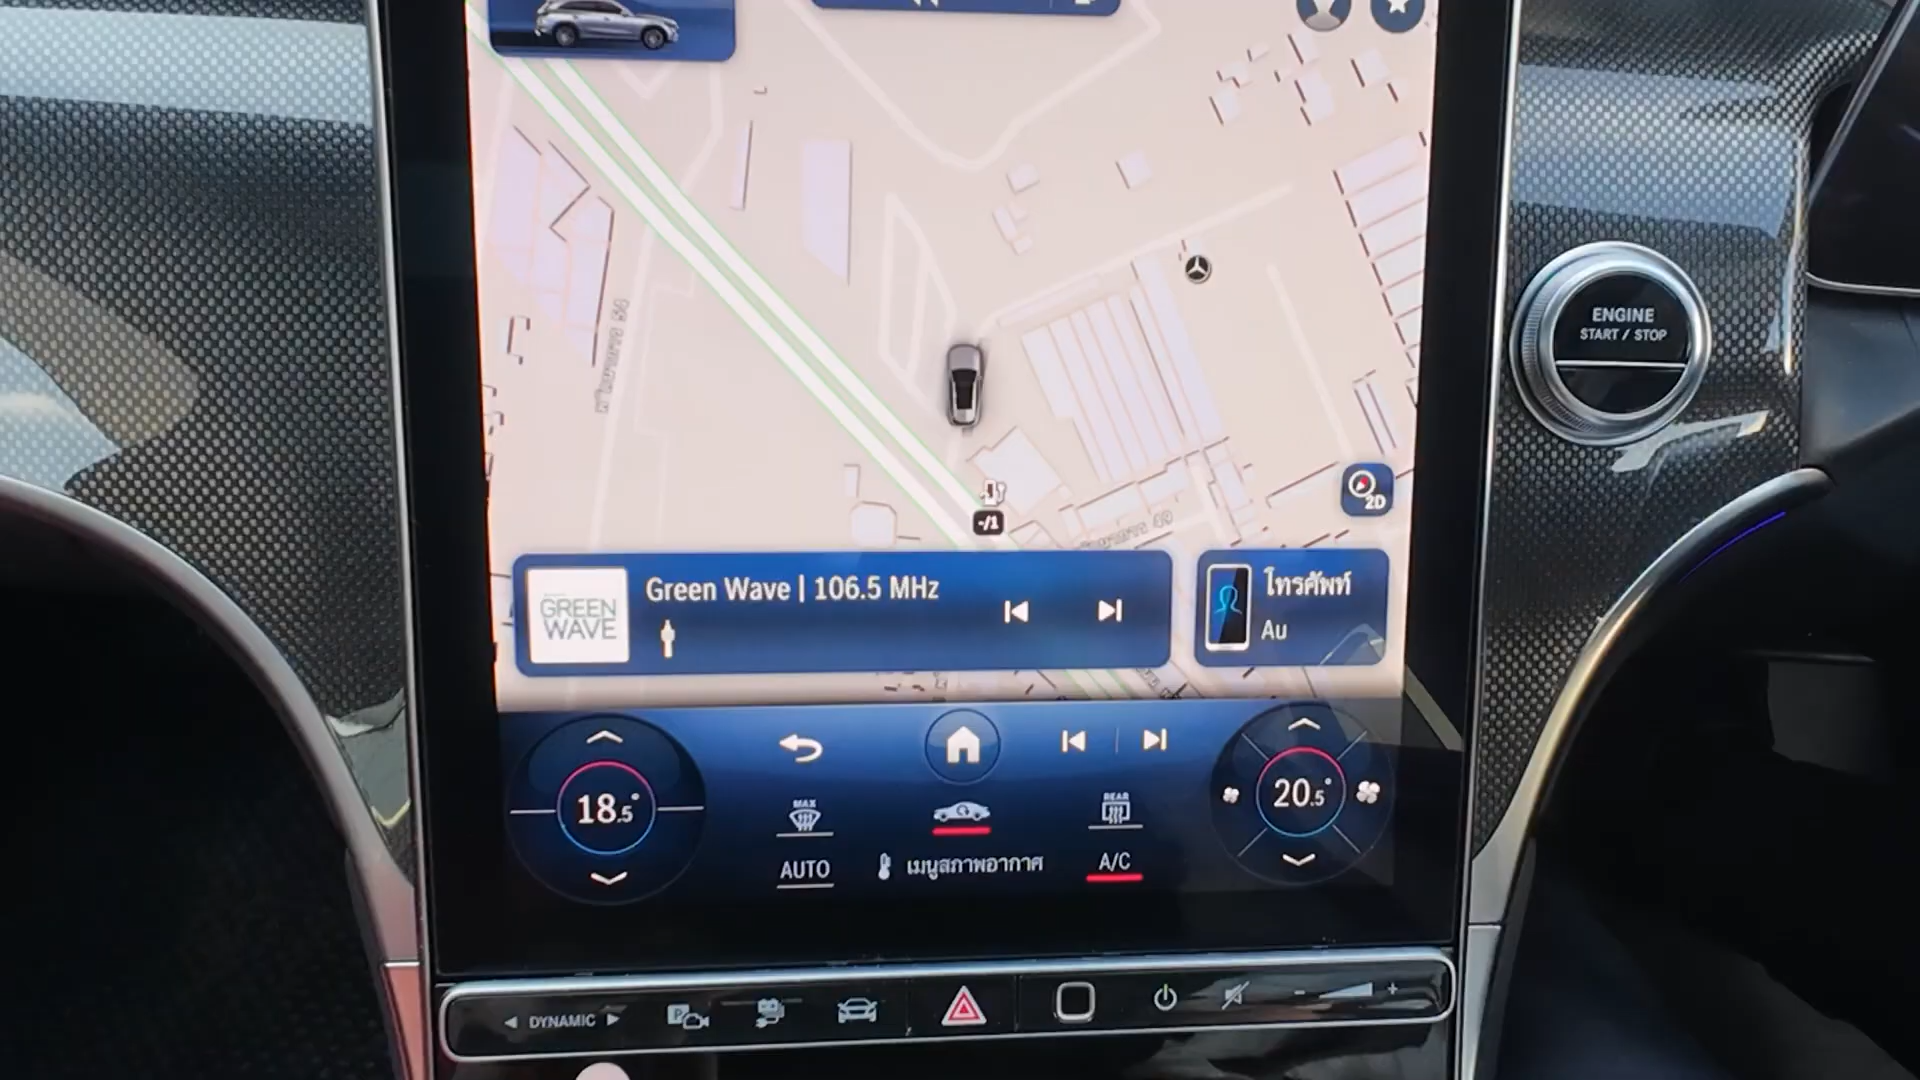 ENGINE
START / STOP
2D
-/1
GREEN
WAVE
Green Wave | 106.5 MHz
โทรศัพท์
Au
18.5°
20.5°
MAX
REAR
AUTO
เมนูสภาพอากาศ
A/C
DYNAMIC
P
- +